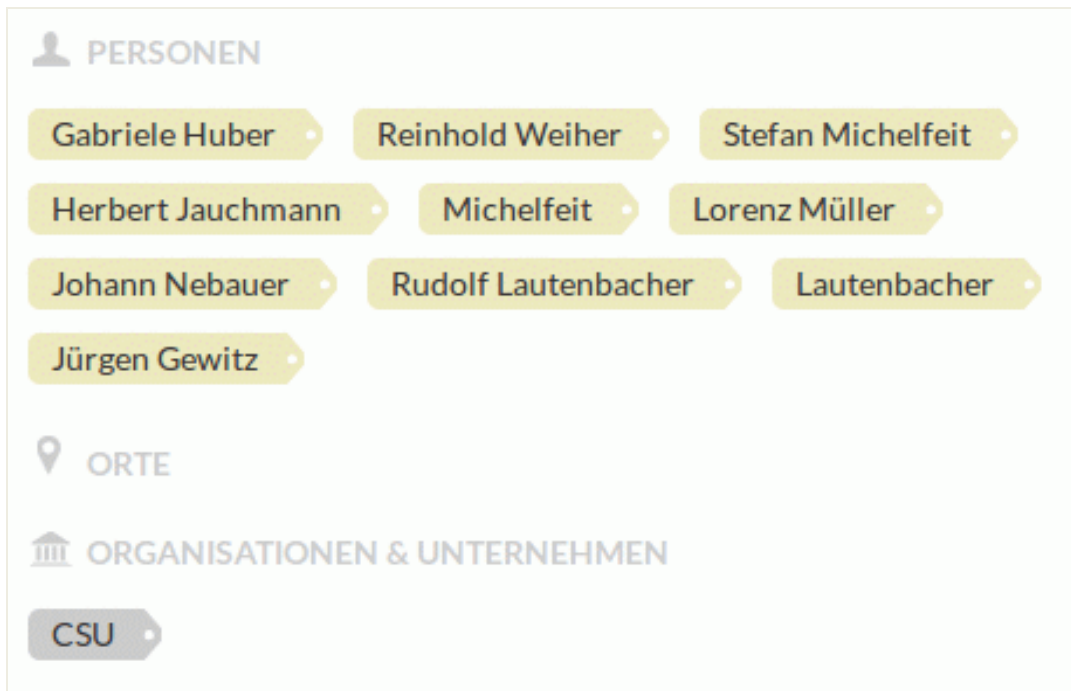 PERSONEN
Gabriele Huber Reinhold Weiher Stefan Michelfeit
Herbert Jauchmann Michelfeit Lorenz Müller
Johann Nebauer Rudolf Lautenbacher Lautenbacher
Jürgen Gewitz
ORTE
ORGANISATIONEN & UNTERNEHMEN
CSU